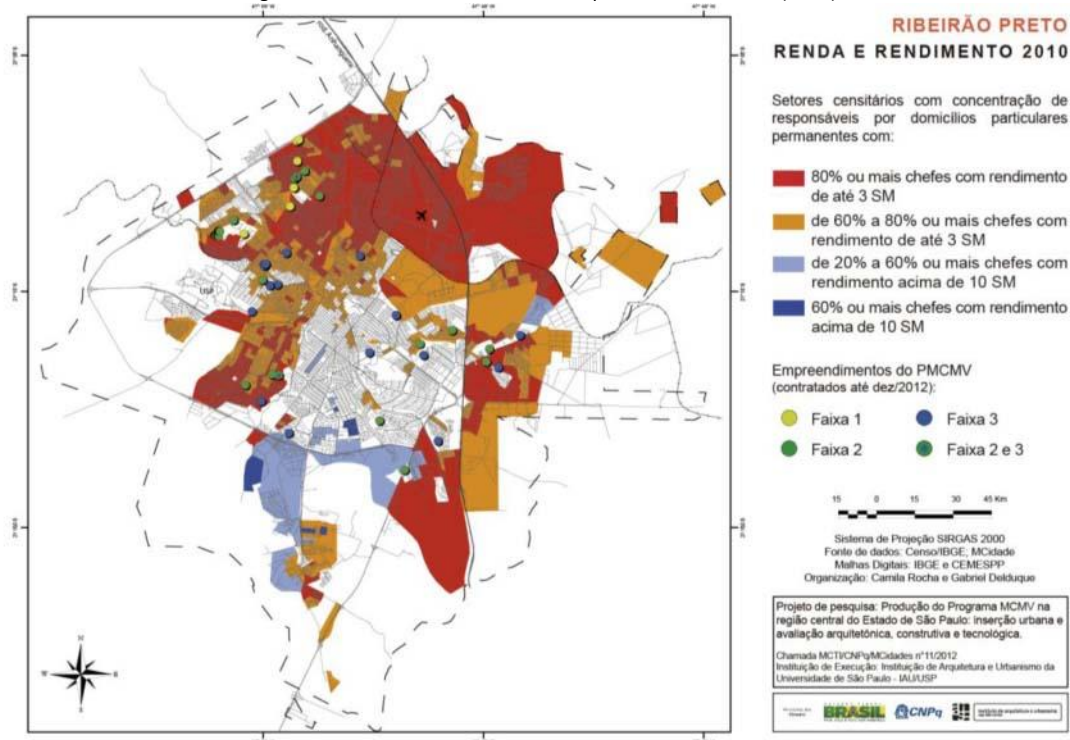 Rod. Anhanguera
USP
RIBEIRÃO PRETO
RENDA E RENDIMENTO 2010
Setores censitários com concentração de
responsáveis por domicílios particulares
permanentes com:
80% ou mais chefes com rendimento
de até 3 SM
de 60% a 80% ou mais chefes com
rendimento de até 3 SM
de 20% a 60% ou mais chefes com
rendimento acima de 10 SM
60% ou mais chefes com rendimento
acima de 10 SM
Empreendimentos do PMCMV
(contratados até dez/2012):
Faixa 1
Faixa 3
Faixa 2
Faixa 2 e 3
15 0 15 30 45 Km
Sistema de Projeção SIRGAS 2000
Fonte de dados: Censo/IBGE; MCidade
Malhas Digitais: IBGE e CEMESPP
Organização: Camila Rocha e Gabriel Delduque
Projeto de pesquisa: Produção do Programa MCMV na
região central do Estado de São Paulo: inserção urbana e
avaliação arquitetônica, construtiva e tecnológica.
Chamada MCTI/CNPq/MCidades n°11/2012
Instituição de Execução: Instituição de Arquitetura e Urbanismo da
Universidade de São Paulo - IAU/USP
BRASIL
CNPq
N
W
E
S